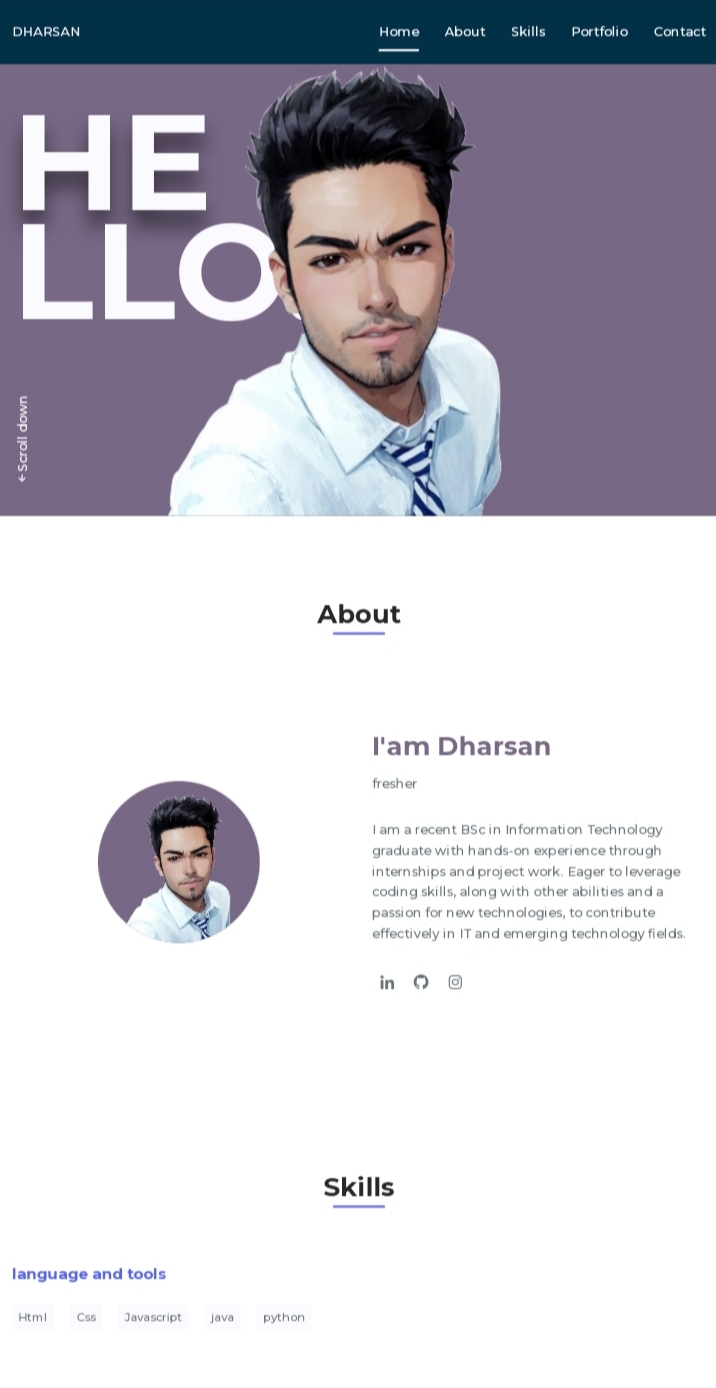 DHARSAN
Home About Skills Portfolio Contact
HE
LLO
←Scroll down
About
I'am Dharsan
fresher
I am a recent BSc in Information Technology
graduate with hands-on experience through
internships and project work. Eager to leverage
coding skills, along with other abilities and a
passion for new technologies, to contribute
effectively in IT and emerging technology fields.
in
Skills
language and tools
Html Css Javascript java python